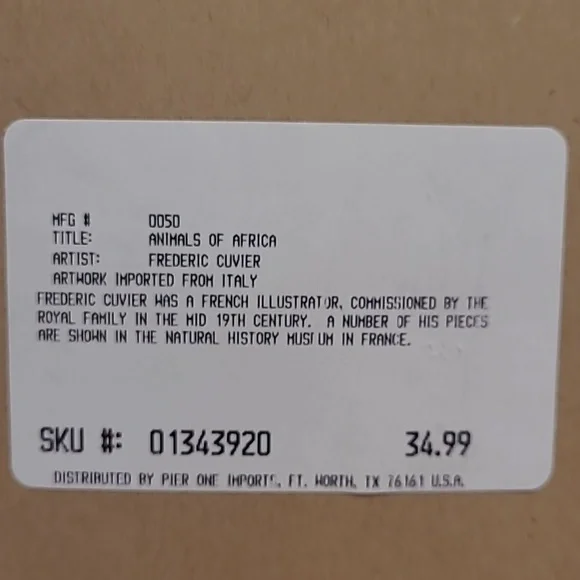 MFG # 0050
TITLE: ANIMALS OF AFRICA
ARTIST: FREDERIC CUVIER
ARTWORK IMPORTED FROM ITALY
FREDERIC CUVIER WAS A FRENCH ILLUSTRATOR, COMMISSIONED BY THE
ROYAL FAMILY IN THE MID 19TH CENTURY. A NUMBER OF HIS PIECES
ARE SHOWN IN THE NATURAL HISTORY MUSEUM IN FRANCE.
SKU #: 01343920 34.99
DISTRIBUTED BY PIER ONE IMPORTS, FT. WORTH, TX 76161 U.S.A.